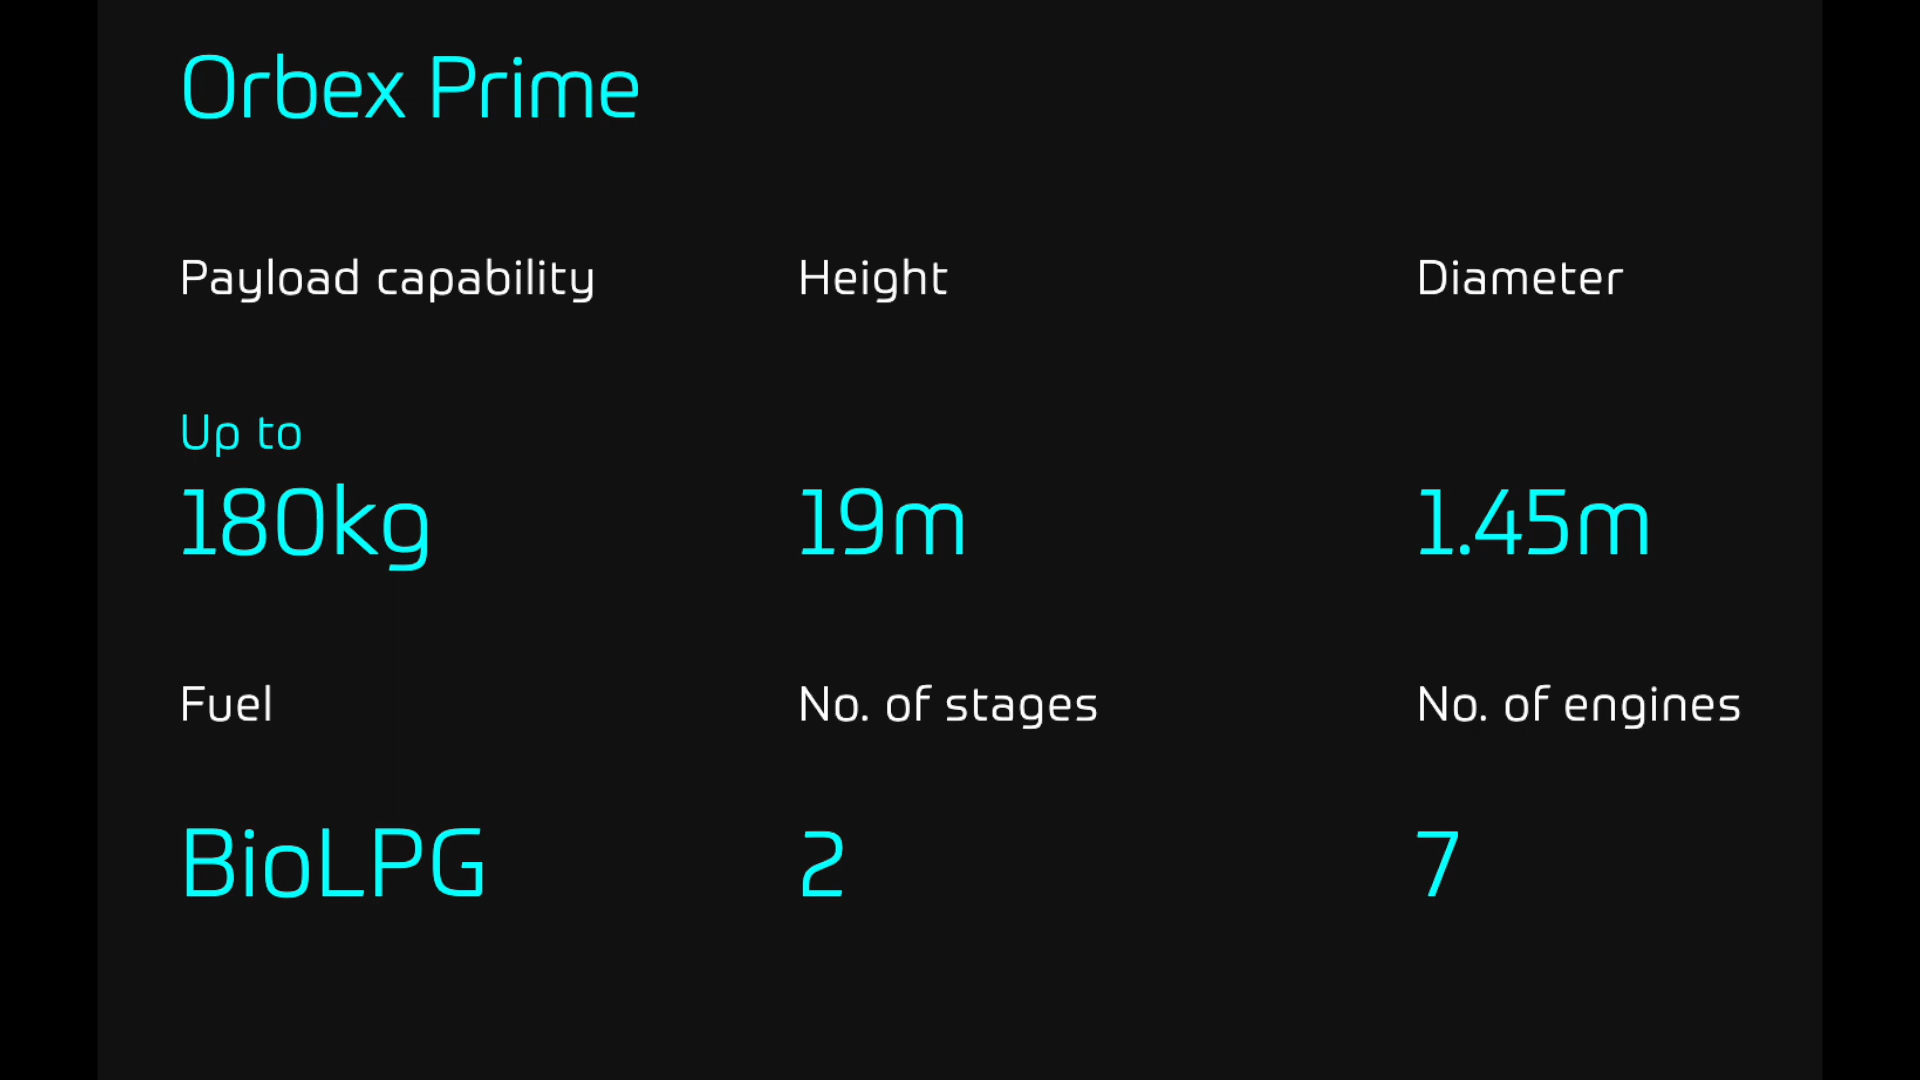 Orbex Prime
Payload capability
Height
Diameter
Up to
180kg
19m
1.45m
Fuel
No. of stages
No. of engines
BioLPG
2
7